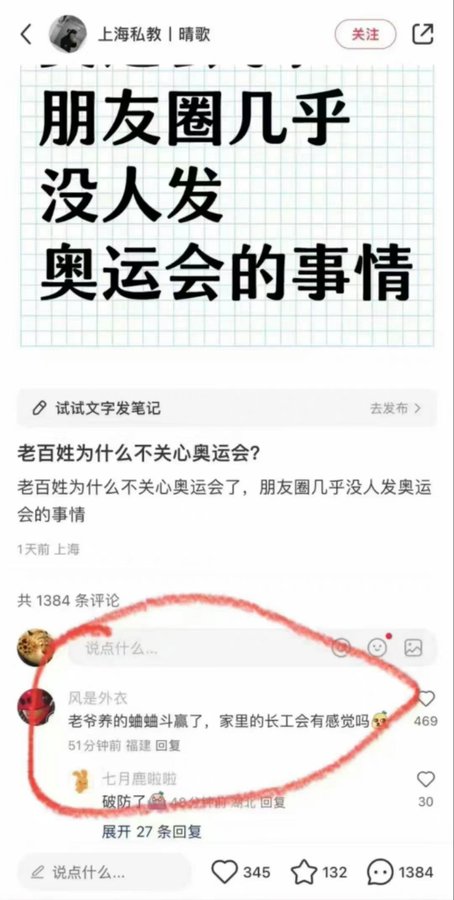 上海私教丨晴歌
关注
朋友圈几乎
没人发
奥运会的事情
试试文字发笔记
去发布 >
老百姓为什么不关心奥运会?
老百姓为什么不关心奥运会了，朋友圈几乎没人发奥运
会的事情
1天前 上海
共 1384 条评论
说点什么...
风是外衣
老爷养的蛐蛐斗赢了，家里的长工会有感觉吗
469
51分钟前 福建 回复
七月鹿啦啦
破防了 48分钟前 湖北 回复
30
展开 27 条回复
说点什么...
345
132
1384